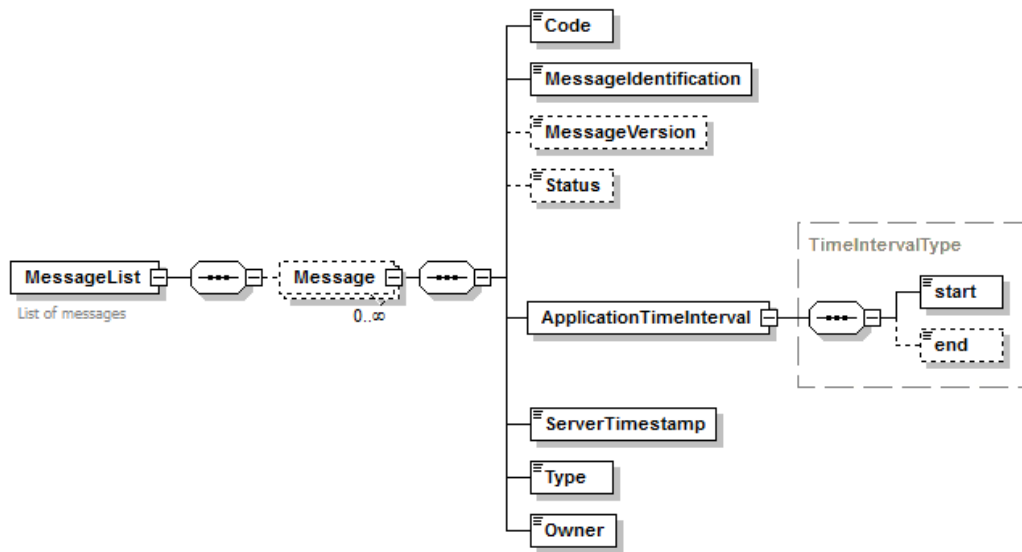 Code
MessageIdentification
MessageVersion
Status
TimeIntervalType
MessageList
Message
start
List of messages
0..∞
ApplicationTimeInterval
end
ServerTimestamp
Type
Owner